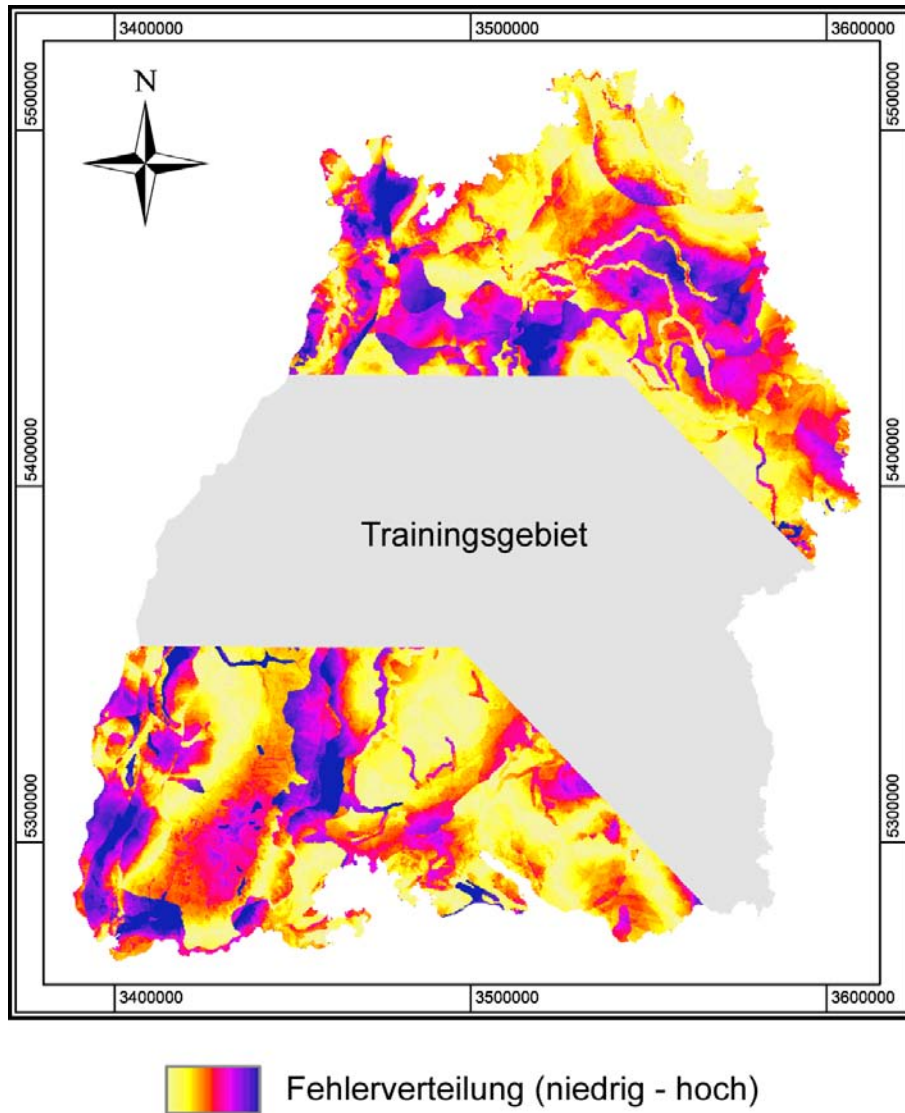 3400000 3500000 3600000
N
5500000 5500000
5400000 5400000
Trainingsgebiet
5300000 5300000
3400000 3500000 3600000
Fehlerverteilung (niedrig - hoch)